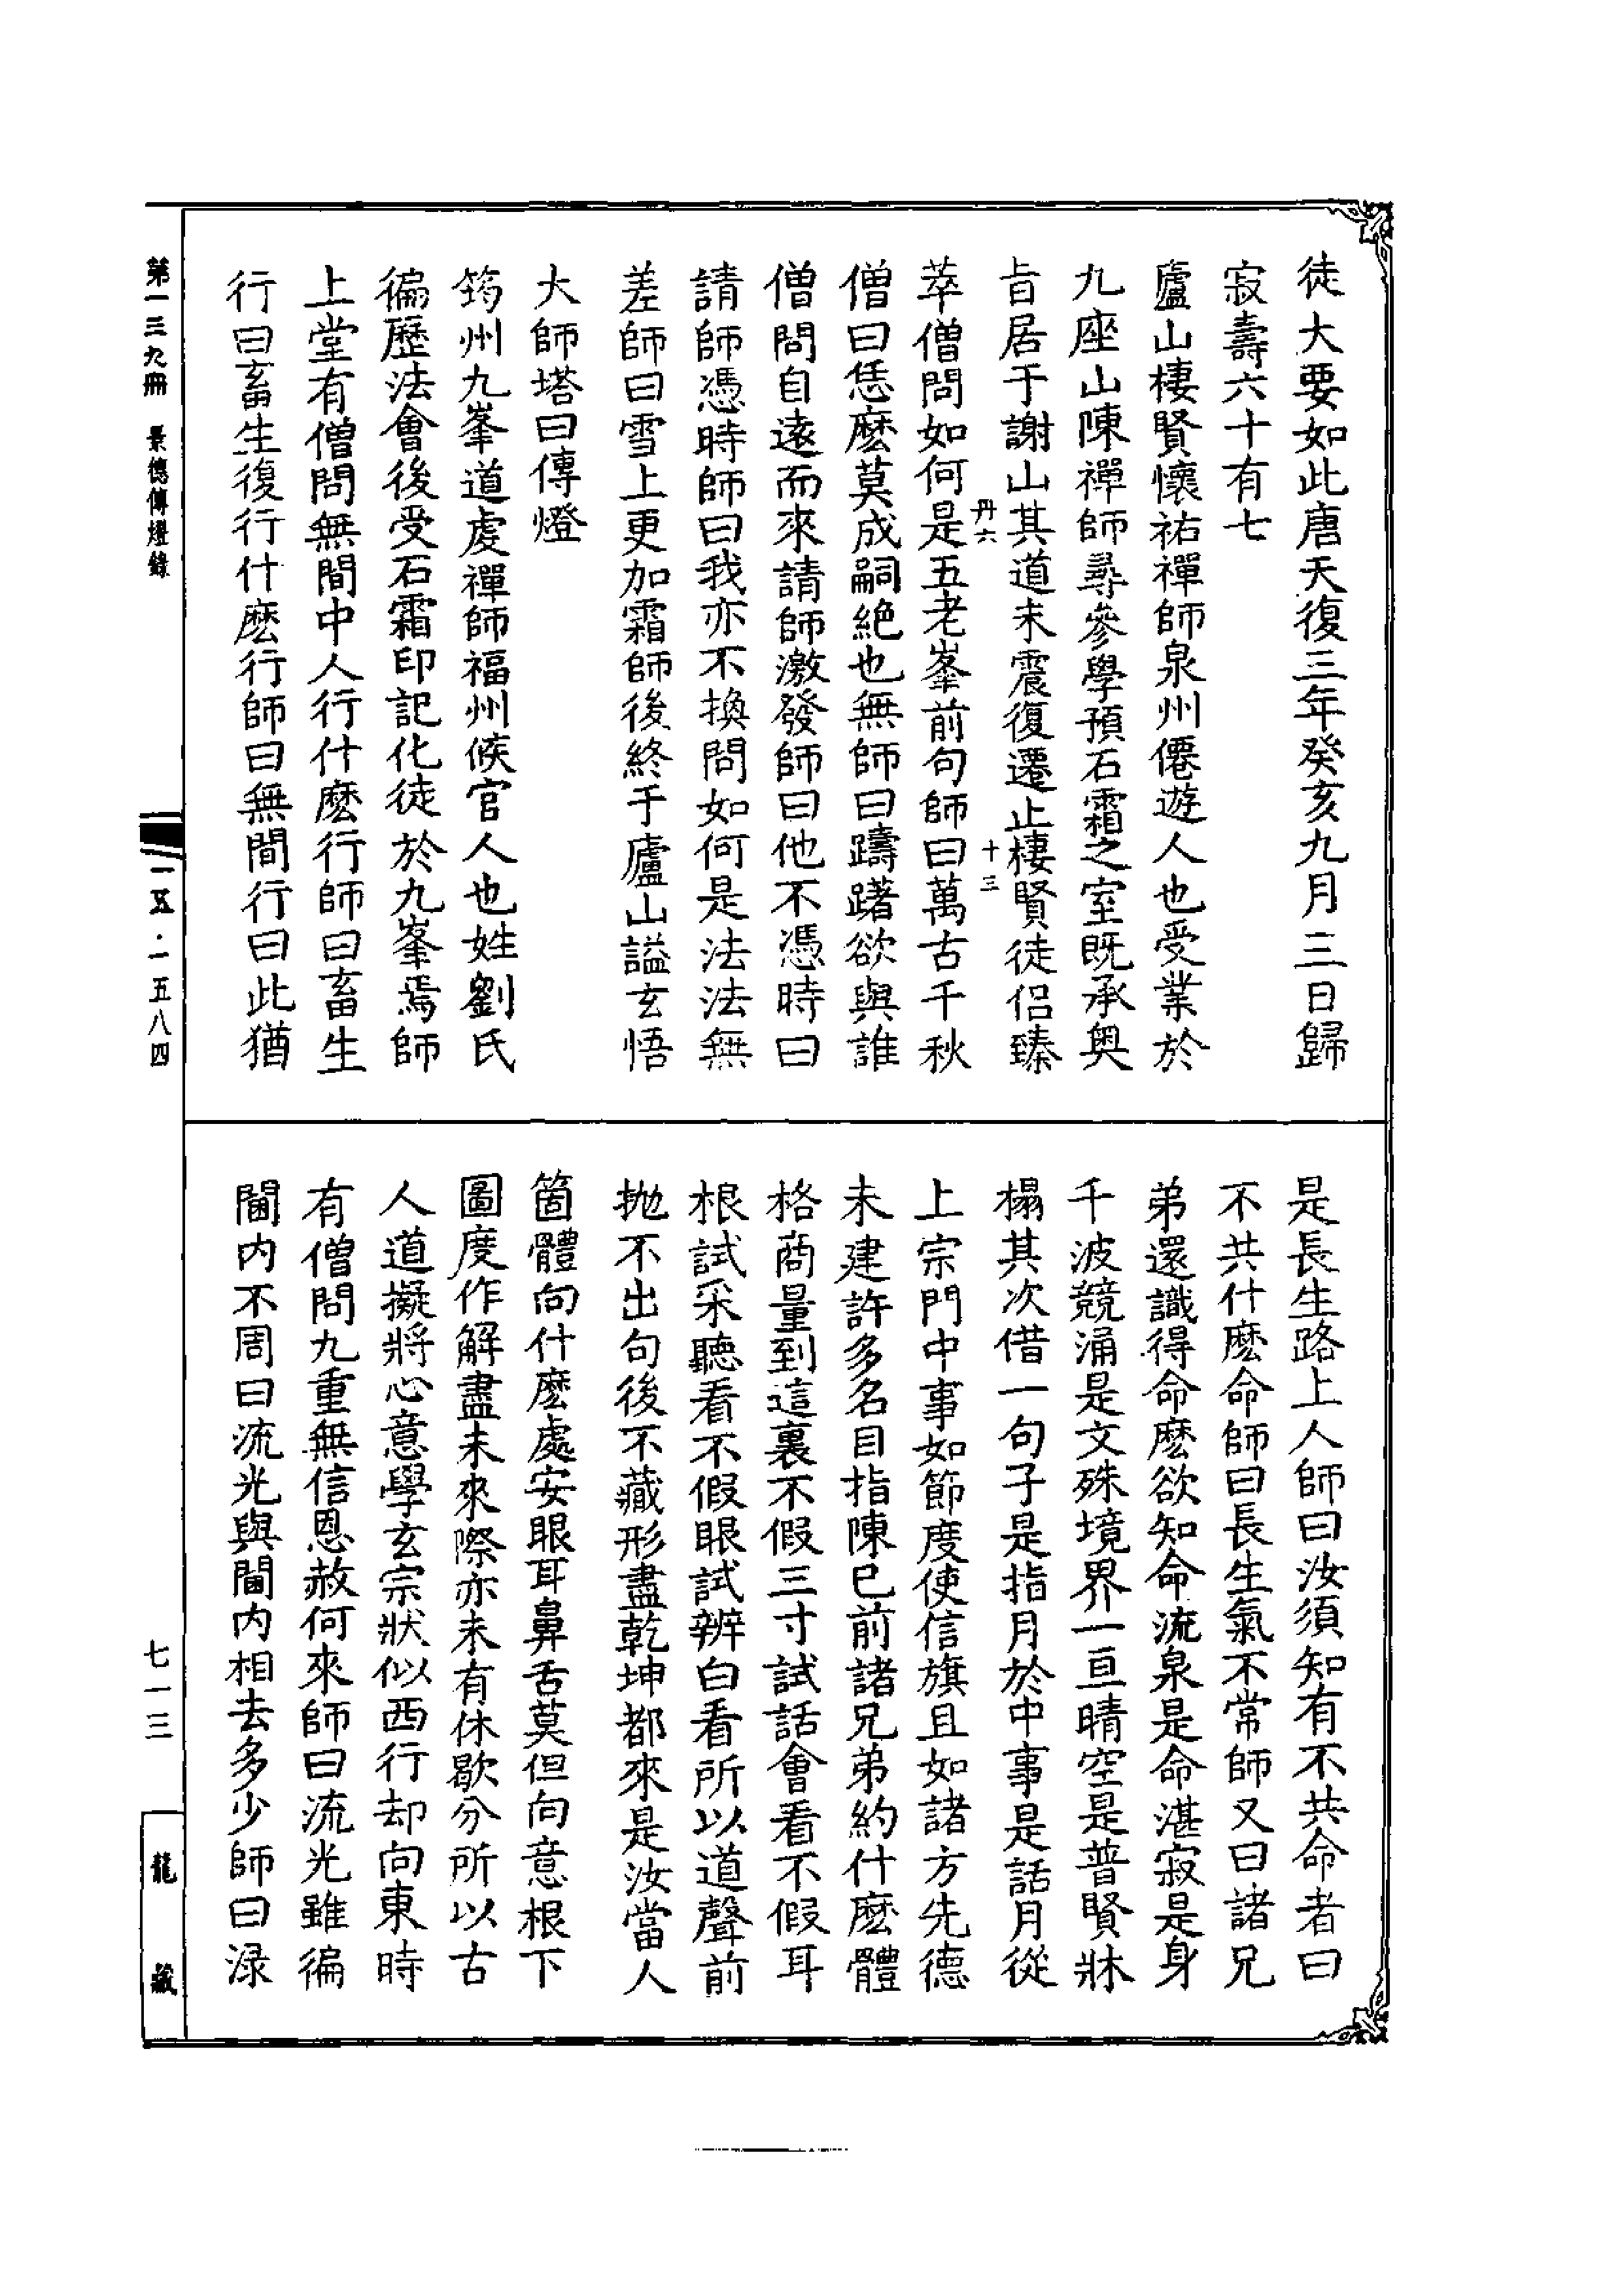 徒大要如此唐天復三年癸亥九月三日歸
寂壽六十有七
廬山棲賢懷祐禪師泉州僊遊人也受業於
九座山陳禪師尋參學預石霜之室既承奧
旨居于謝山其道未震復遷止棲賢徒侶臻
丹六 十三
萃僧問如何是五老峯前句師曰萬古千秋
僧曰恁麽莫成嗣絶也無師曰躊躇欲與誰
僧問自遠而來請師激發師曰他不憑時曰
請師憑時師曰我亦不換問如何是法法無
差師曰雪上更加霜師後終于廬山謚玄悟
大師塔曰傳燈
筠州九峯道虔禪師福州候官人也姓劉氏
徧歷法會後受石霜印記化徒於九峯焉師
上堂有僧問無間中人行什麽行師曰畜生
行曰畜生復行什麽行師曰無間行曰此猶
是長生路上人師曰汝須知有不共命者曰
不共什麽命師曰長生氣不常師又曰諸兄
弟還識得命麽欲知命流泉是命湛寂是身
千波競涌是文殊境界一亘晴空是普賢牀
榻其次借一句子是指月於中事是話月從
上宗門中事如節度使信旗且如諸方先德
未建許多名目指陳已前諸兄弟約什麽體
格商量到這裏不假三寸試話會看不假耳
根試采聽看不假眼試辨白看所以道聲前
抛不出句後不藏形盡乾坤都來是汝當人
箇體向什麽處安眼耳鼻舌莫但向意根下
圖度作解盡未來際亦未有休歇分所以古
人道擬將心意學玄宗狀似西行却向東時
有僧問九重無信恩赦何來師曰流光雖徧
閫内不周曰流光與閫内相去多少師曰渌
第一三九冊 景德傳燈錄
一五·一五八四
七一三
龍藏